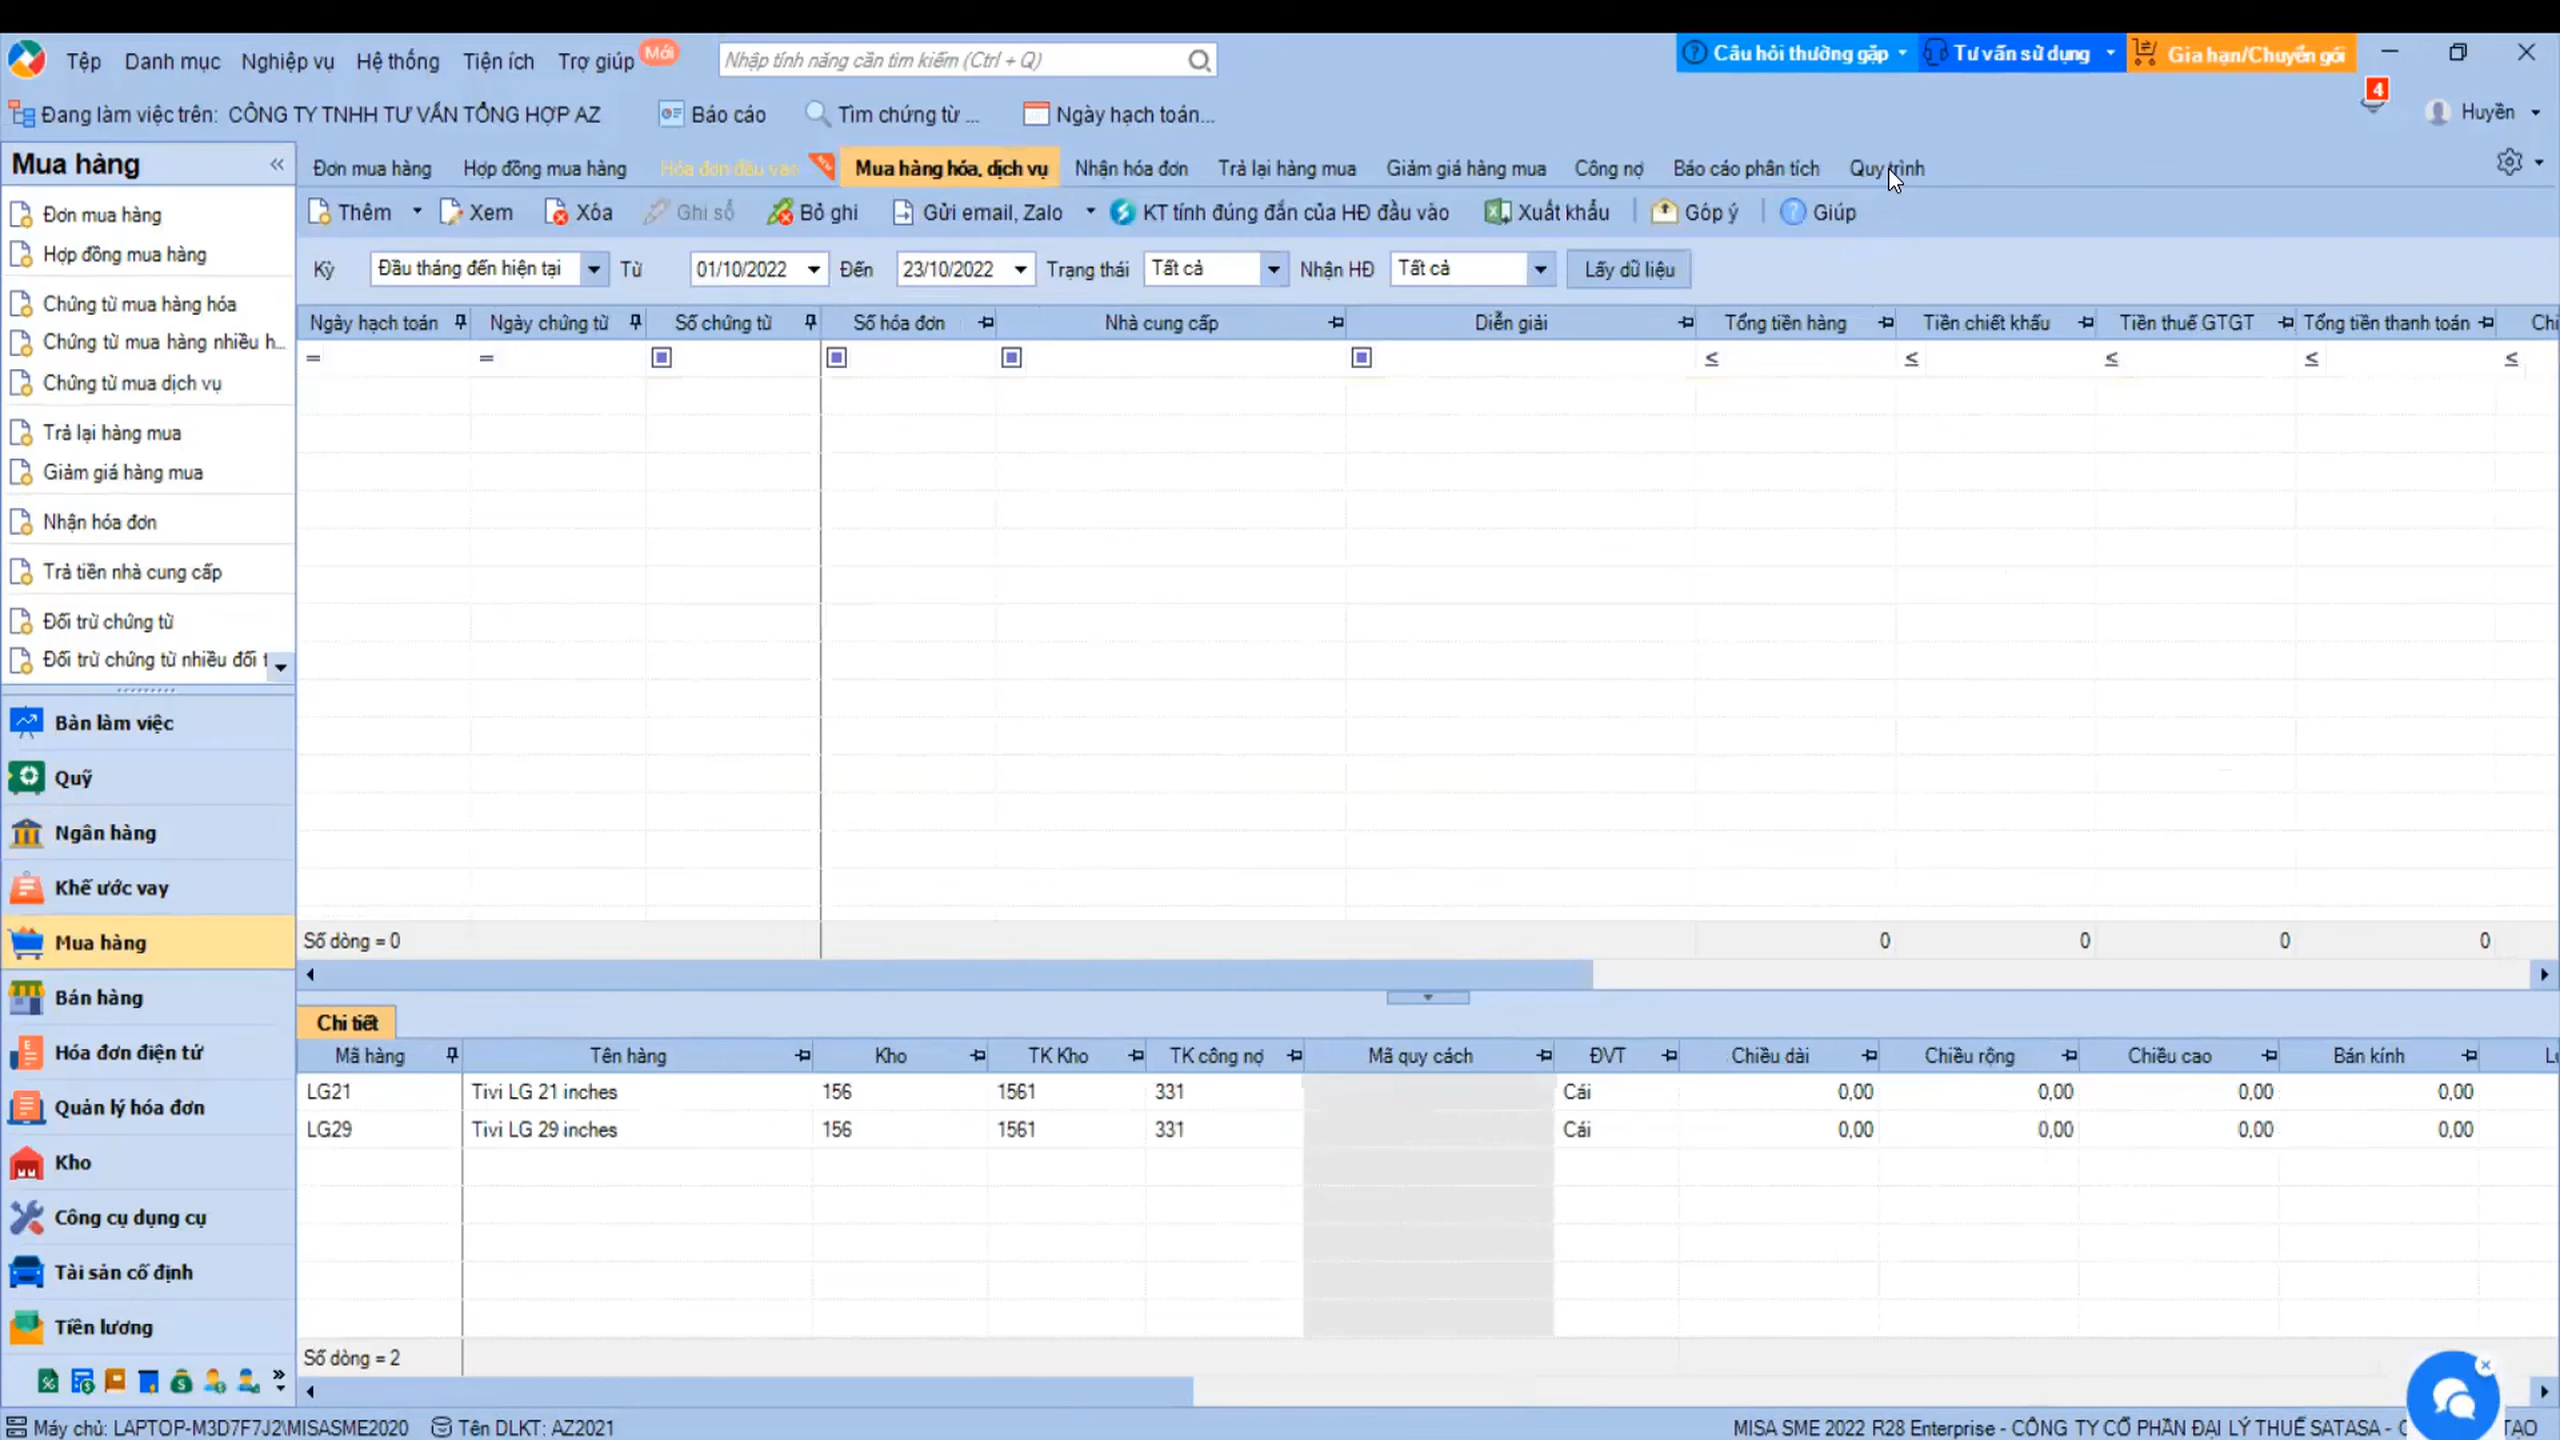 Tệp Danh mục Nghiệp vụ Hệ thống Tiện ích Trợ giúp Mới Nhập tính năng cần tìm kiếm (Ctrl + Q) Câu hỏi thường gặp Tư vấn sử dụng Gia hạn/Chuyển gói
4
Đang làm việc trên: CÔNG TY TNHH TƯ VẤN TỔNG HỢP AZ Báo cáo Tìm chứng từ ... Ngày hạch toán... Huyền
Mua hàng « Đơn mua hàng Hợp đồng mua hàng Hóa đơn đầu vào Mua hàng hóa, dịch vụ Nhận hóa đơn Trả lại hàng mua Giảm giá hàng mua Công nợ Báo cáo phân tích Quy trình
Thêm Xem Xóa Ghi sổ Bỏ ghi Gửi email, Zalo KT tính đúng đắn của HĐ đầu vào Xuất khẩu Góp ý Giúp
Kỳ Đầu tháng đến hiện tại Từ 01/10/2022 Đến 23/10/2022 Trạng thái Tất cả Nhận HĐ Tất cả Lấy dữ liệu
Ngày hạch toán Ngày chứng từ Số chứng từ Số hóa đơn Nhà cung cấp Diễn giải Tổng tiền hàng Tiền chiết khấu Tiền thuế GTGT Tổng tiền thanh toán Chi
= = ≤ ≤ ≤ ≤ ≤
Đơn mua hàng
Hợp đồng mua hàng
Chứng từ mua hàng hóa
Chứng từ mua hàng nhiều h...
Chứng từ mua dịch vụ
Trả lại hàng mua
Giảm giá hàng mua
Nhận hóa đơn
Trả tiền nhà cung cấp
Đối trừ chứng từ
Đối trừ chứng từ nhiều đối t
Bàn làm việc
Quỹ
Ngân hàng
Khế ước vay
Mua hàng
Bán hàng
Hóa đơn điện tử
Quản lý hóa đơn
Kho
Công cụ dụng cụ
Tài sản cố định
Tiền lương
Số dòng = 0 0 0 0 0
Chi tiết
Mã hàng Tên hàng Kho TK Kho TK công nợ Mã quy cách ĐVT Chiều dài Chiều rộng Chiều cao Bán kính
LG21 Tivi LG 21 inches 156 1561 331 Cái 0,00 0,00 0,00 0,00
LG29 Tivi LG 29 inches 156 1561 331 Cái 0,00 0,00 0,00 0,00
Số dòng = 2
Máy chủ: LAPTOP-M3D7F7J2\MISASME2020 Tên DLKT: AZ2021 MISA SME 2022 R28 Enterprise - CÔNG TY CỔ PHẦN ĐẠI LÝ THUẾ SATASA -